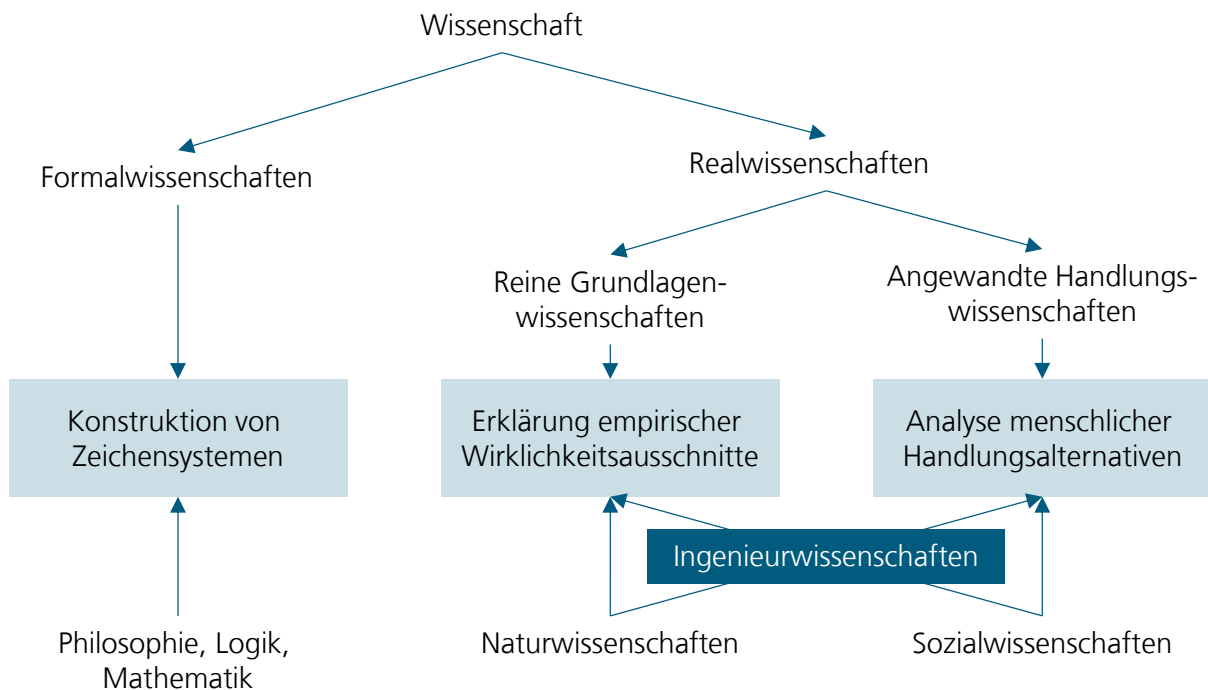 Wissenschaft
Formalwissenschaften
Realwissenschaften
Reine Grundlagen-
wissenschaften
Angewandte Handlungs-
wissenschaften
Konstruktion von
Zeichensystemen
Erklärung empirischer
Wirklichkeitsausschnitte
Analyse menschlicher
Handlungsalternativen
Ingenieurwissenschaften
Philosophie, Logik,
Mathematik
Naturwissenschaften
Sozialwissenschaften